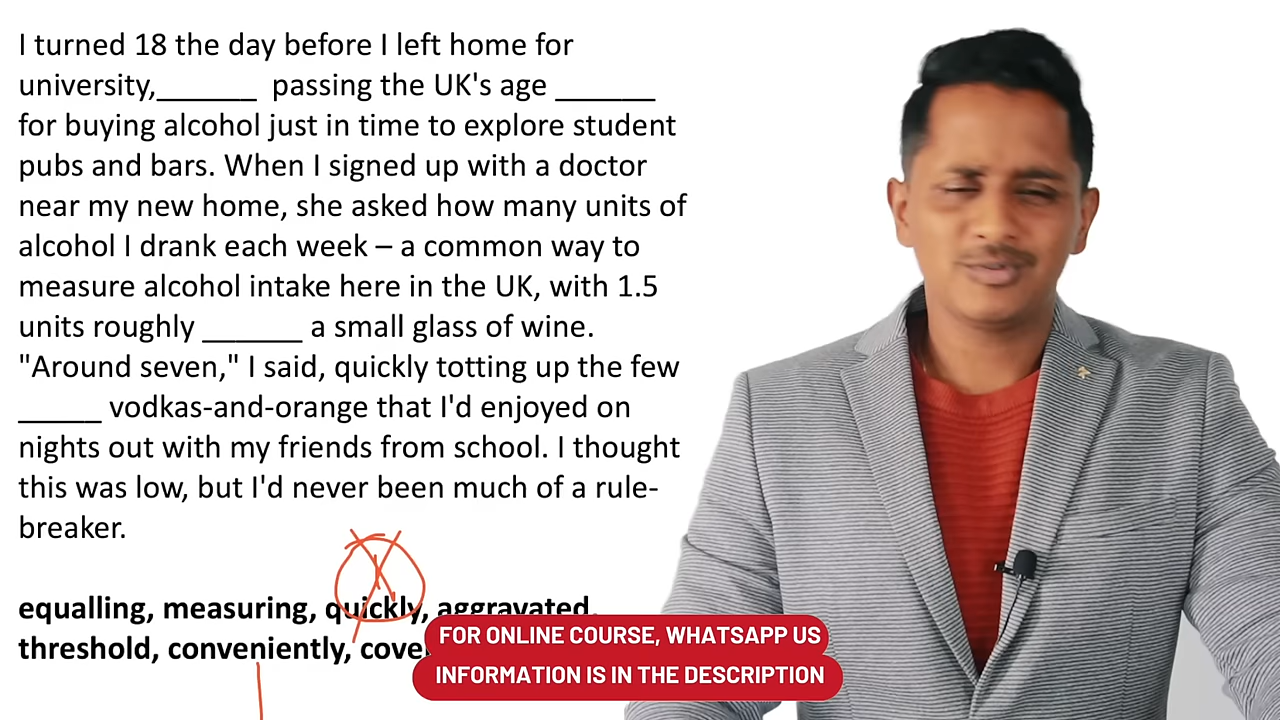 I turned 18 the day before I left home for
university,______ passing the UK's age ______
for buying alcohol just in time to explore student
pubs and bars. When I signed up with a doctor
near my new home, she asked how many units of
alcohol I drank each week – a common way to
measure alcohol intake here in the UK, with 1.5
units roughly ______ a small glass of wine.
"Around seven," I said, quickly totting up the few
_____ vodkas-and-orange that I'd enjoyed on
nights out with my friends from school. I thought
this was low, but I'd never been much of a rule-
breaker.
equalling, measuring, quickly, aggravated,
threshold, conveniently,
FOR ONLINE COURSE, WHATSAPP US
INFORMATION IS IN THE DESCRIPTION